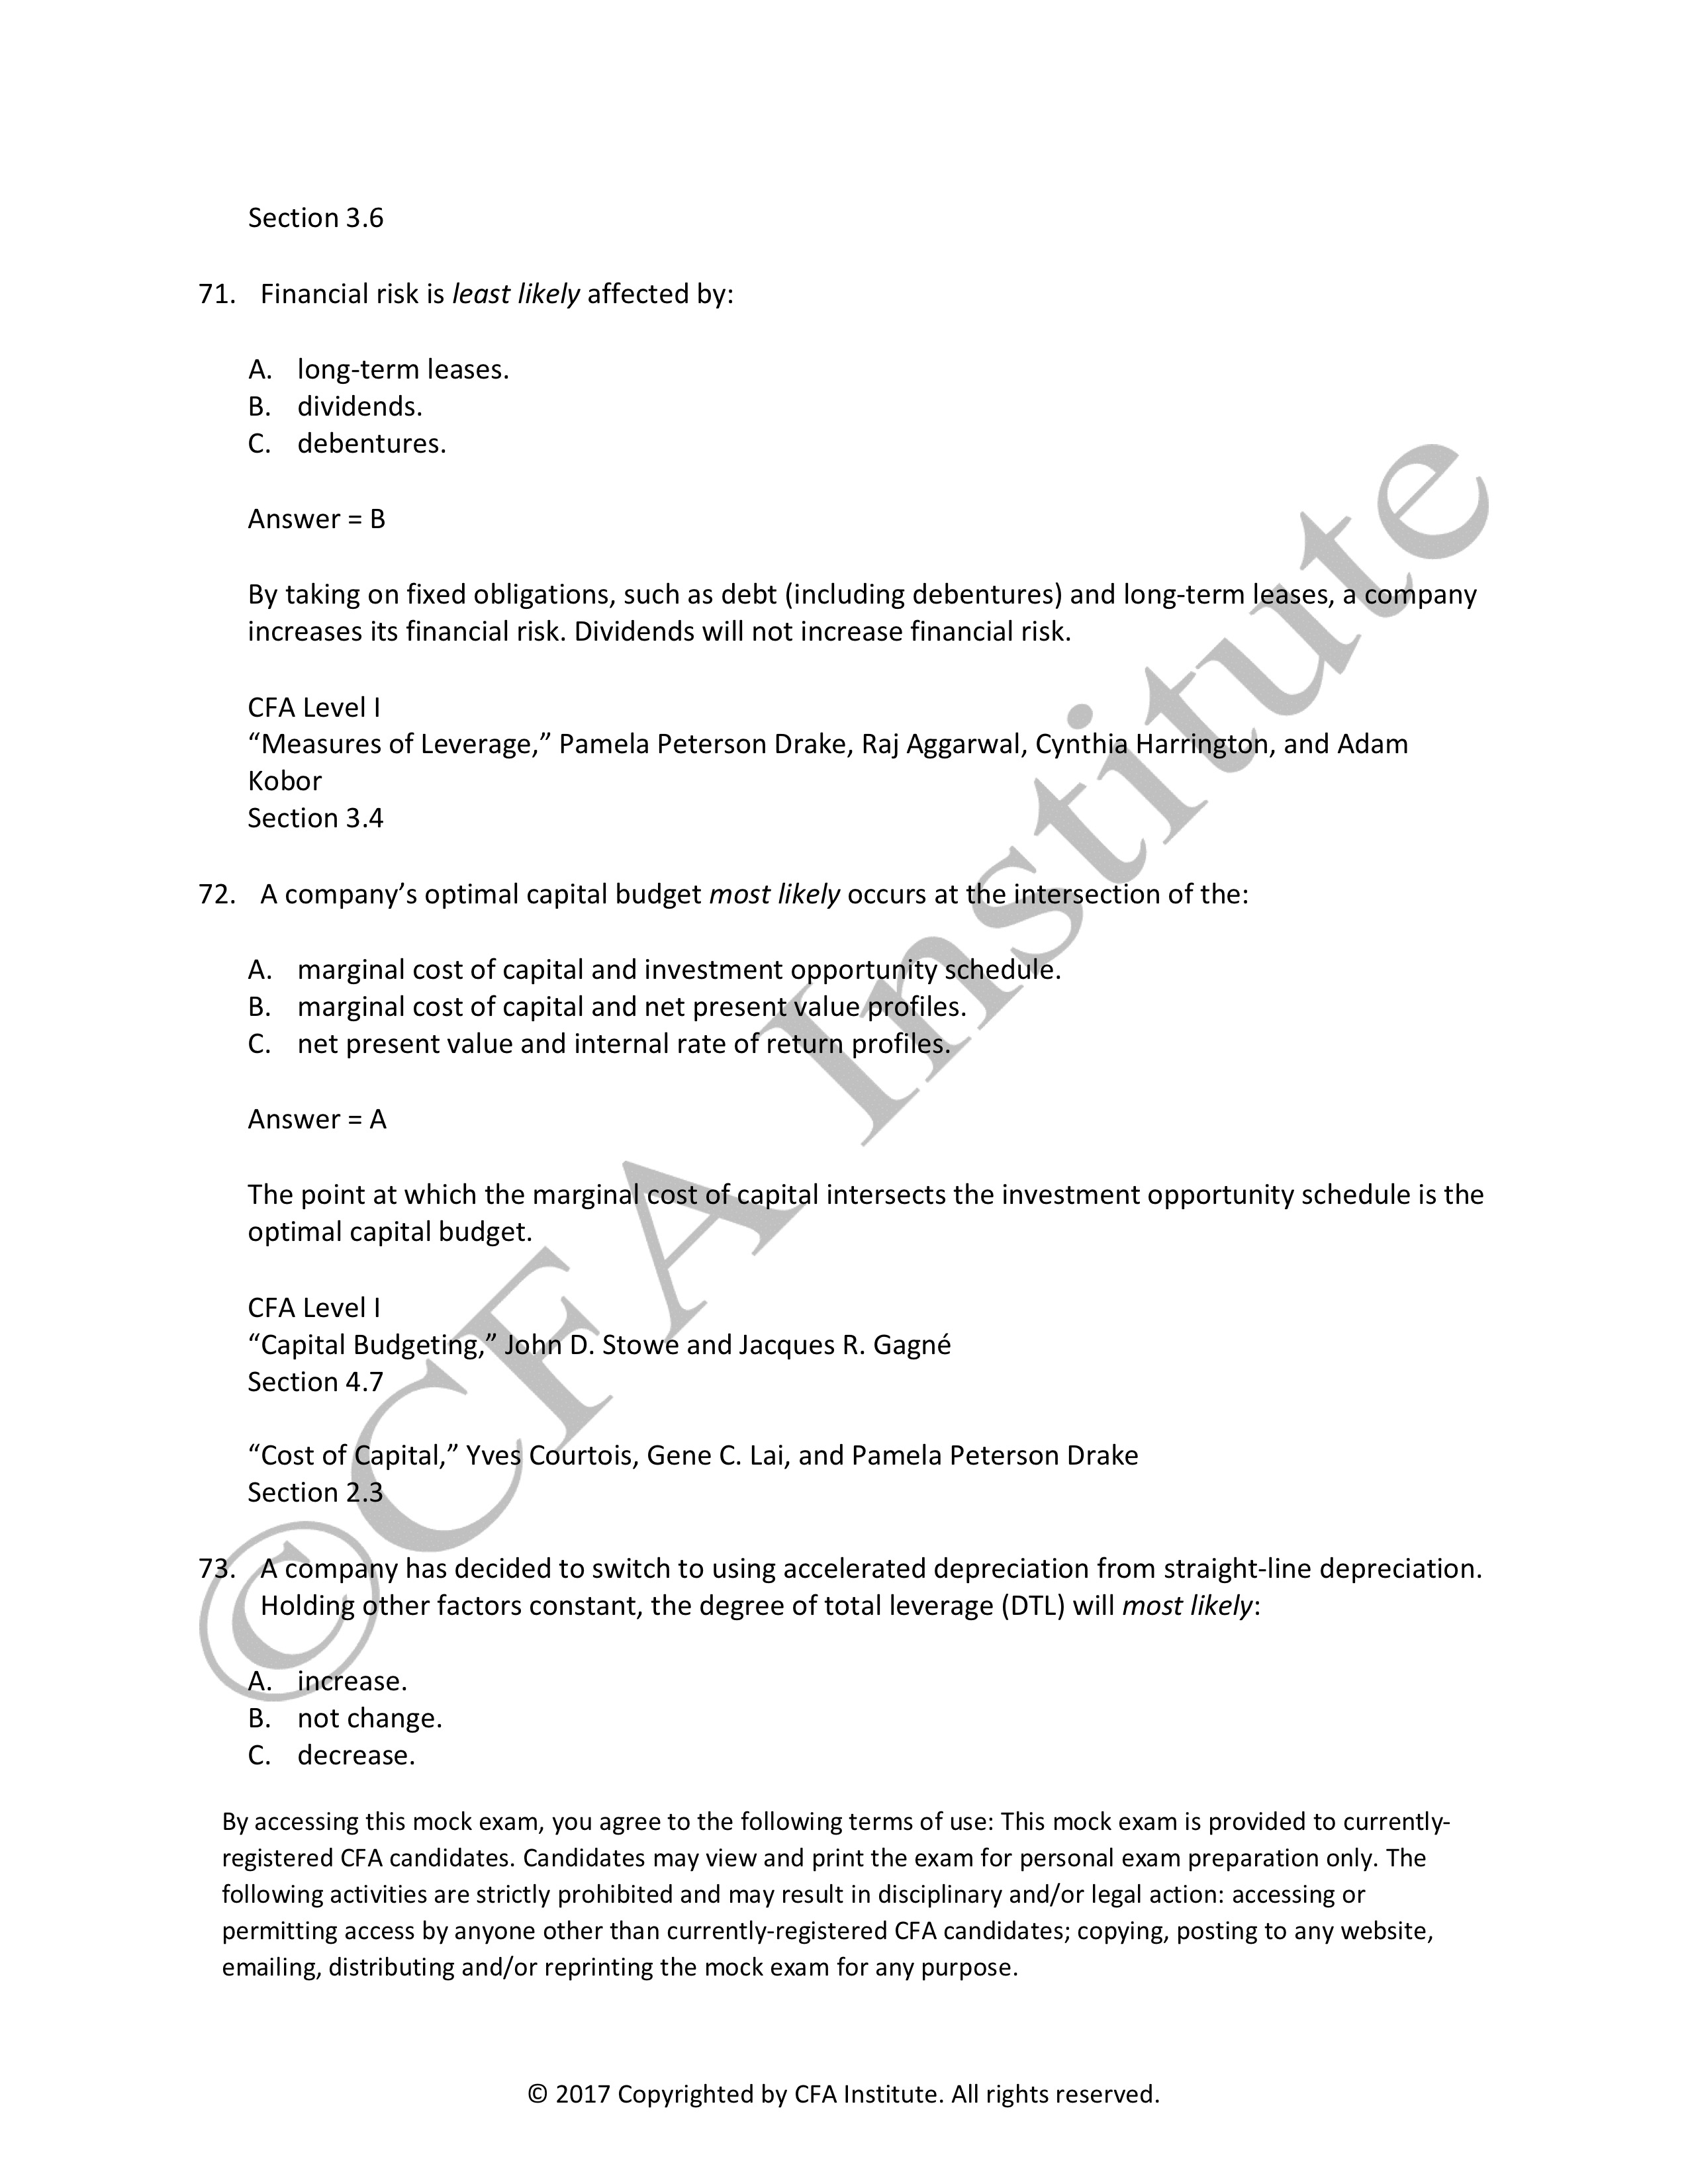 Section 3.6
71. Financial risk is least likely affected by:
A. long-term leases.
B. dividends.
C. debentures.
Answer = B
By taking on fixed obligations, such as debt (including debentures) and long-term leases, a company
increases its financial risk. Dividends will not increase financial risk.
CFA Level I
“Measures of Leverage,” Pamela Peterson Drake, Raj Aggarwal, Cynthia Harrington, and Adam
Kobor
Section 3.4
72. A company’s optimal capital budget most likely occurs at the intersection of the:
A. marginal cost of capital and investment opportunity schedule.
B. marginal cost of capital and net present value profiles.
C. net present value and internal rate of return profiles.
Answer = A
The point at which the marginal cost of capital intersects the investment opportunity schedule is the
optimal capital budget.
CFA Level I
“Capital Budgeting,” John D. Stowe and Jacques R. Gagné
Section 4.7
“Cost of Capital,” Yves Courtois, Gene C. Lai, and Pamela Peterson Drake
Section 2.3
73. A company has decided to switch to using accelerated depreciation from straight-line depreciation.
Holding other factors constant, the degree of total leverage (DTL) will most likely:
A. increase.
B. not change.
C. decrease.
By accessing this mock exam, you agree to the following terms of use: This mock exam is provided to currently-
registered CFA candidates. Candidates may view and print the exam for personal exam preparation only. The
following activities are strictly prohibited and may result in disciplinary and/or legal action: accessing or
permitting access by anyone other than currently-registered CFA candidates; copying, posting to any website,
emailing, distributing and/or reprinting the mock exam for any purpose.
© 2017 Copyrighted by CFA Institute. All rights reserved.
©CFA Institute